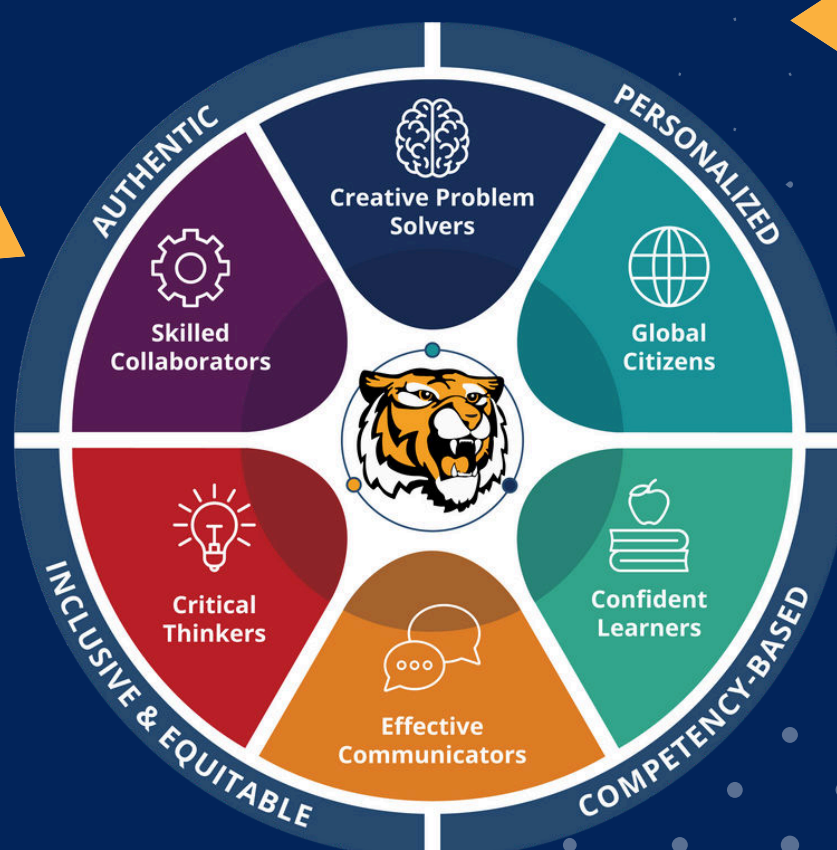 AUTHENTIC
PERSONALIZED
Creative Problem
Solvers
Skilled
Collaborators
Global
Citizens
Critical
Thinkers
Confident
Learners
Effective
Communicators
INCLUSIVE & EQUITABLE
COMPETENCY-BASED